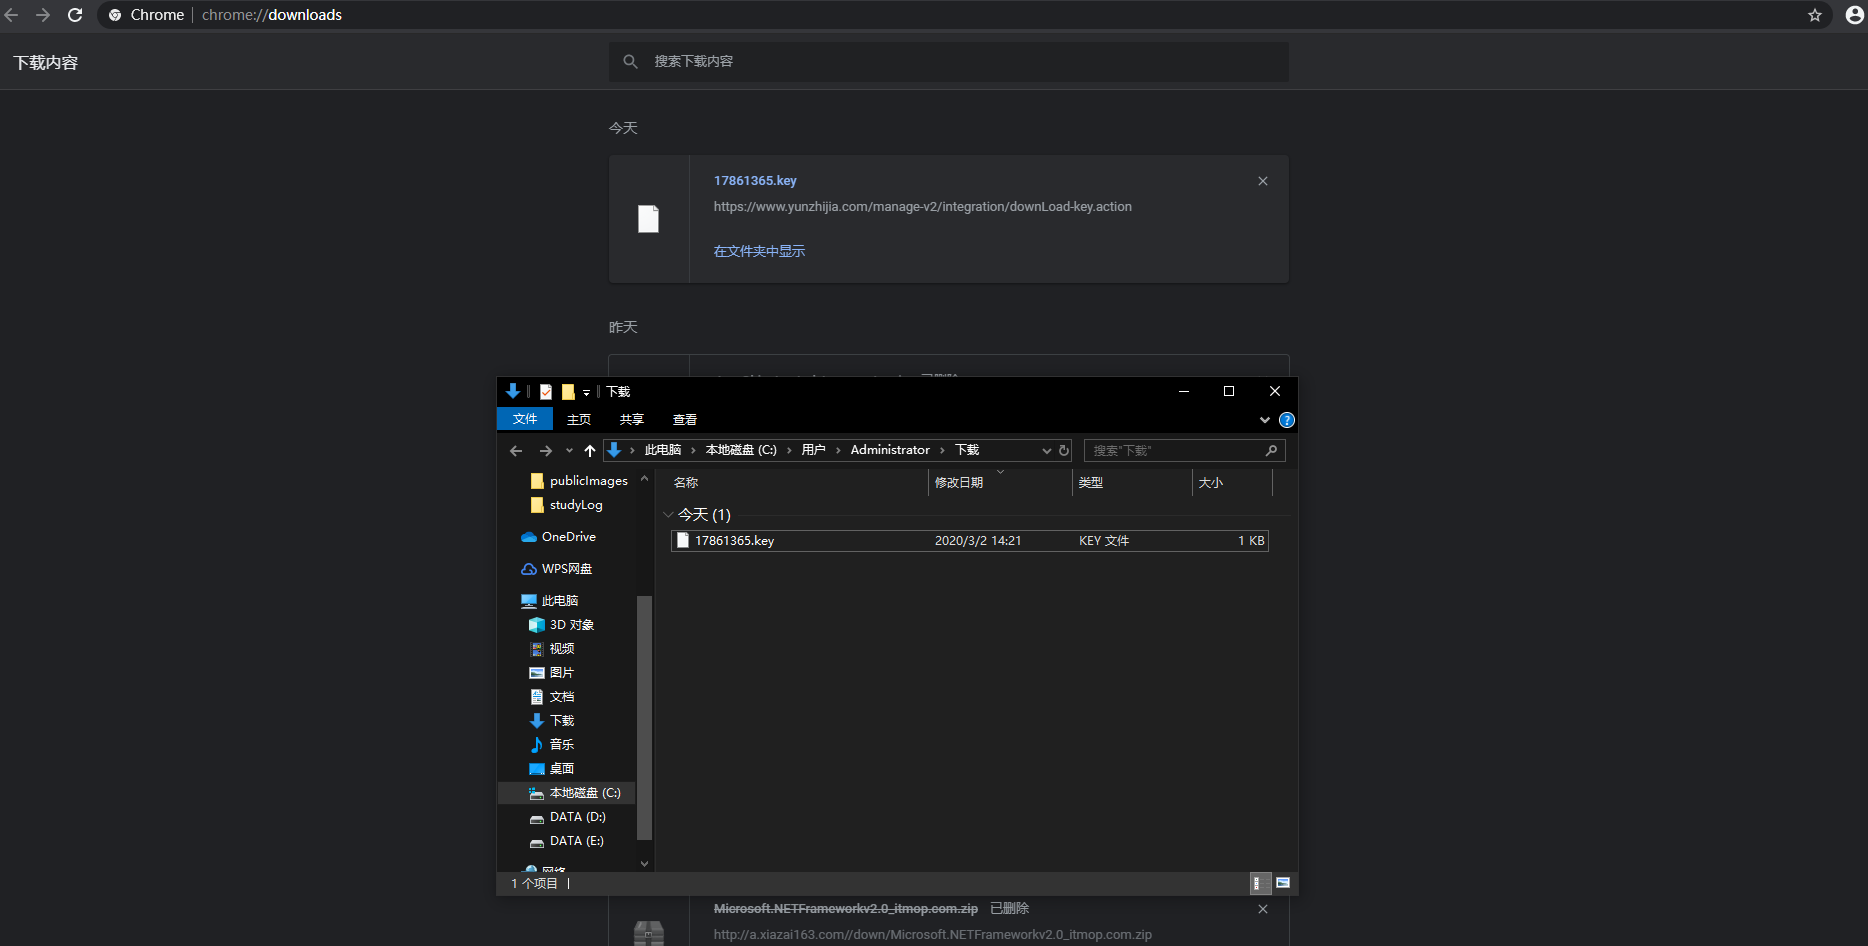 Chrome chrome://downloads
下载内容
搜索下载内容
今天
17861365.key
https://www.yunzhijia.com/manage-v2/integration/downLoad-key.action
在文件夹中显示
昨天
下载
文件 主页 共享 查看
此电脑 本地磁盘 (C:) 用户 Administrator 下载
搜索"下载"
名称 修改日期 类型 大小
今天 (1)
17861365.key 2020/3/2 14:21 KEY 文件 1 KB
publicImages
studyLog
OneDrive
WPS网盘
此电脑
3D 对象
视频
图片
文档
下载
音乐
桌面
本地磁盘 (C:)
DATA (D:)
DATA (E:)
网络
1 个项目
Microsoft.NETFrameworkv2.0_itmop.com.zip 已删除
http://a.xiazai163.com//down/Microsoft.NETFrameworkv2.0_itmop.com.zip